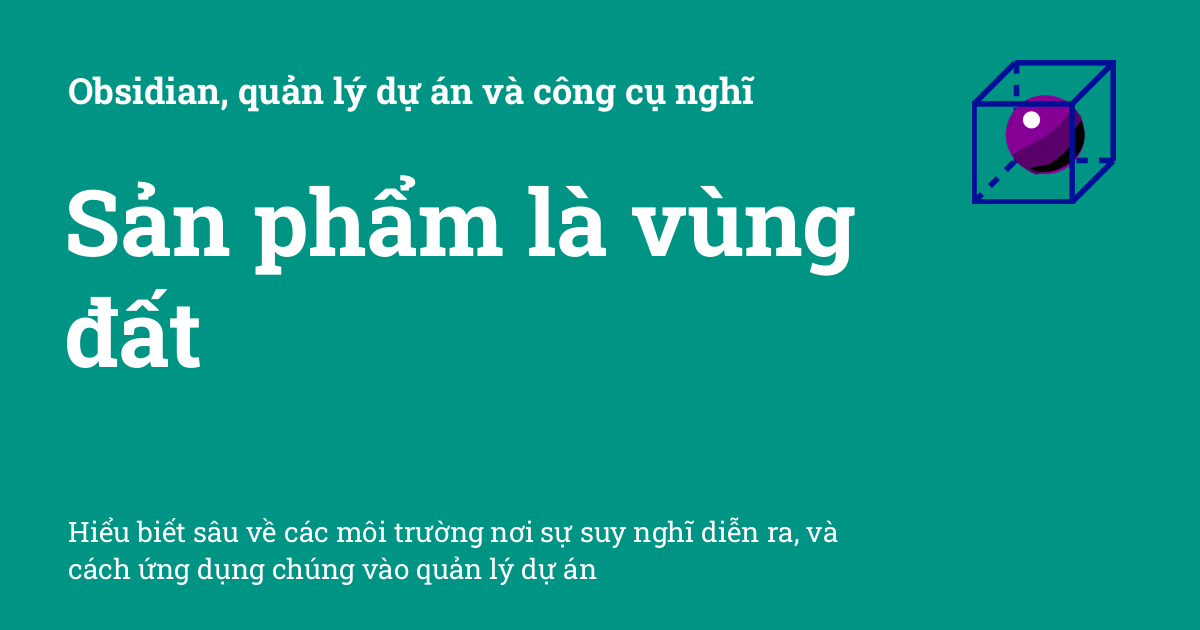 Obsidian, quản lý dự án và công cụ nghĩ
Sản phẩm là vùng
đất
Hiểu biết sâu về các môi trường nơi sự suy nghĩ diễn ra, và
cách ứng dụng chúng vào quản lý dự án